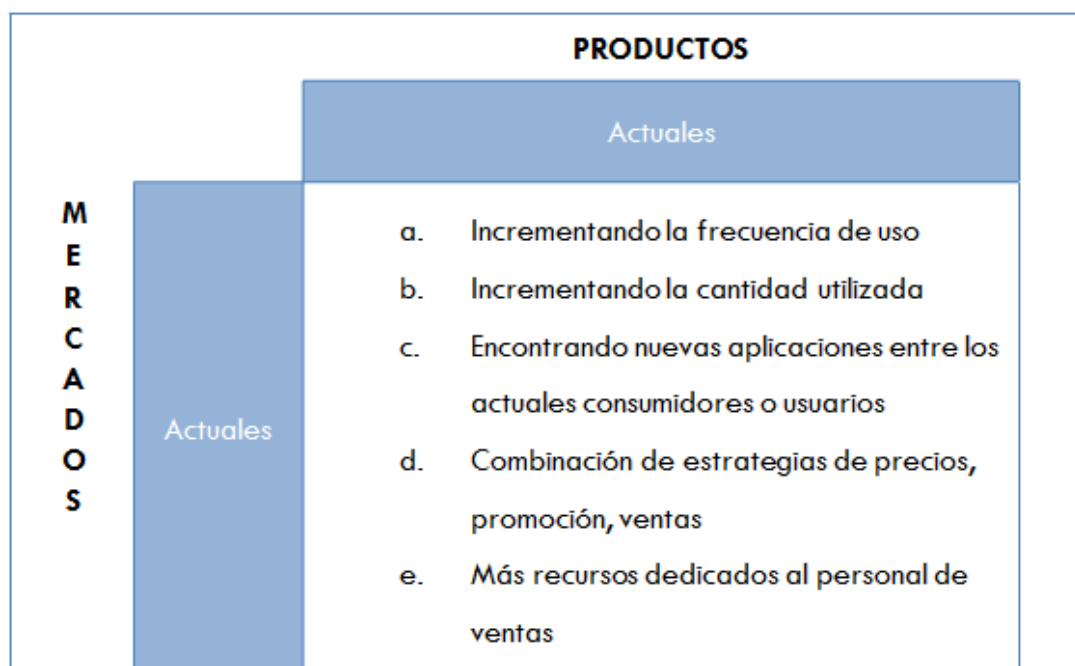 PRODUCTOS
Actuales
MERCADOS
Actuales
a. Incrementando la frecuencia de uso
b. Incrementando la cantidad utilizada
c. Encontrando nuevas aplicaciones entre los
actuales consumidores o usuarios
d. Combinación de estrategias de precios,
promoción, ventas
e. Más recursos dedicados al personal de
ventas